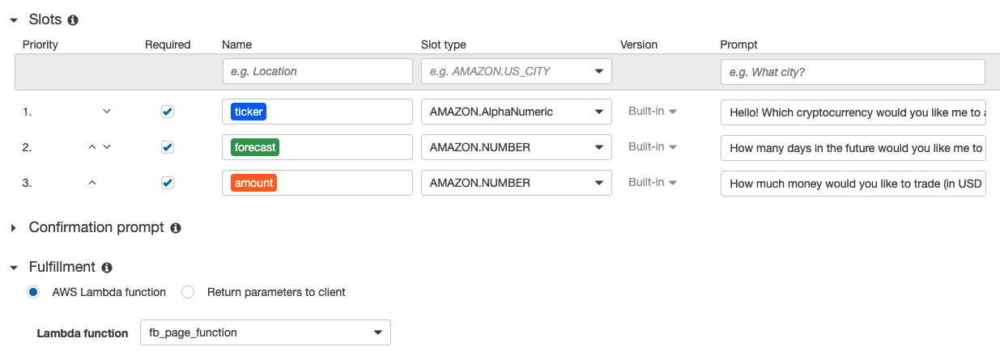 Slots
Priority Required Name Slot type Version Prompt
e.g. Location e.g. AMAZON.US_CITY e.g. What city?
1. ticker AMAZON.AlphaNumeric Built-in Hello! Which cryptocurrency would you like me to
2. forecast AMAZON.NUMBER Built-in How many days in the future would you like me to
3. amount AMAZON.NUMBER Built-in How much money would you like to trade (in USD
Confirmation prompt
Fulfillment
AWS Lambda function Return parameters to client
Lambda function fb_page_function